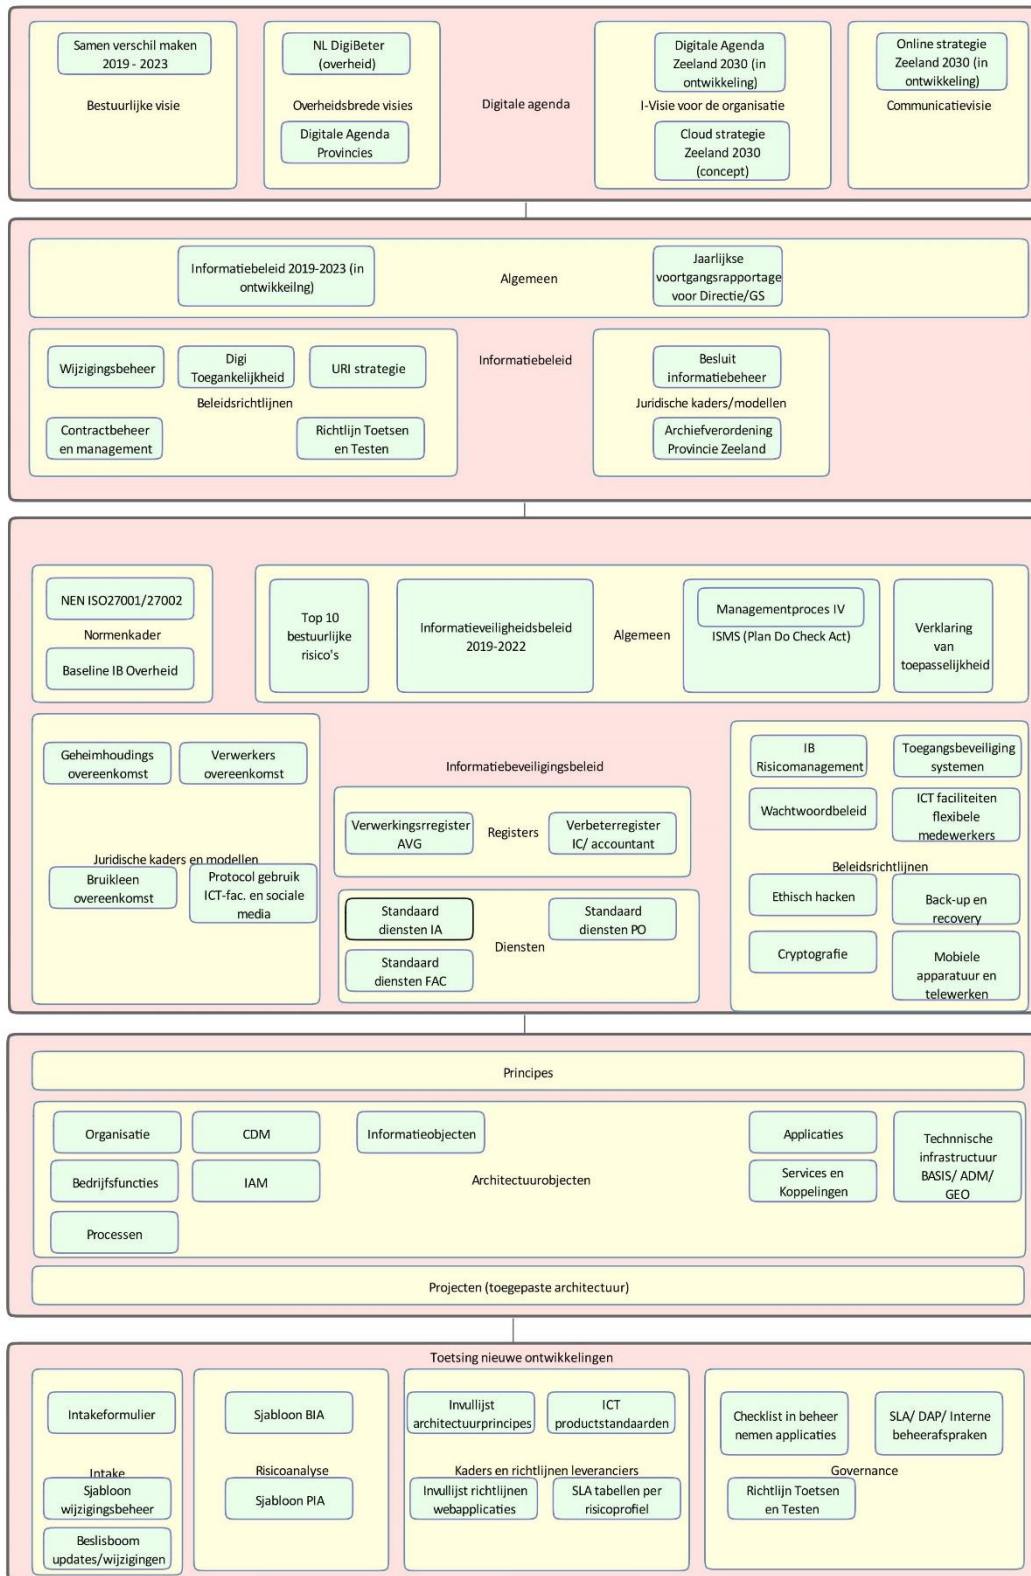 Samen verschil maken
2019 - 2023
Bestuurlijke visie
NL DigiBeter
(overheid)
Overheidsbrede visies
Digitale Agenda
Provincies
Digitale agenda
Digitale Agenda
Zeeland 2030 (in
ontwikkeling)
I-Visie voor de organisatie
Cloud strategie
Zeeland 2030
(concept)
Online strategie
Zeeland 2030 (in
ontwikkeling)
Communicatievisie
Informatiebeleid 2019-2023 (in
ontwikkeilng)
Algemeen
Jaarlijkse
voortgangsrapportage
voor Directie/GS
Wijzigingsbeheer
Digi
Toegankelijkheid
URI strategie
Beleidsrichtlijnen
Contractbeheer
en management
Richtlijn Toetsen
en Testen
Informatiebeleid
Besluit
informatiebeheer
Juridische kaders/modellen
Archiefverordening
Provincie Zeeland
NEN ISO27001/27002
Normenkader
Baseline IB Overheid
Top 10
bestuurlijke
risico's
Informatieveiligheidsbeleid
2019-2022
Algemeen
Managementproces IV
ISMS (Plan Do Check Act)
Verklaring
van
toepasselijkheid
Geheimhoudings
overeenkomst
Verwerkers
overeenkomst
Juridische kaders en modellen
Bruikleen
overeenkomst
Protocol gebruik
ICT-fac. en sociale
media
Informatiebeveiligingsbeleid
Verwerkingsrregister
AVG
Registers
Verbeterregister
IC/ accountant
Standaard
diensten IA
Standaard
diensten PO
Diensten
Standaard
diensten FAC
IB
Risicomanagement
Toegangsbeveiliging
systemen
Wachtwoordbeleid
ICT faciliteiten
flexibele
medewerkers
Beleidsrichtlijnen
Ethisch hacken
Back-up en
recovery
Cryptografie
Mobiele
apparatuur en
telewerken
Principes
Organisatie
CDM
Informatieobjecten
Applicaties
Technnische
infrastructuur
BASIS/ ADM/
GEO
Bedrijfsfuncties
IAM
Architectuurobjecten
Services en
Koppelingen
Processen
Projecten (toegepaste architectuur)
Toetsing nieuwe ontwikkelingen
Intakeformulier
Intake
Sjabloon
wijzigingsbeheer
Beslisboom
updates/wijzigingen
Sjabloon BIA
Risicoanalyse
Sjabloon PIA
Invullijst
architectuurprincipes
ICT
productstandaarden
Kaders en richtlijnen leveranciers
Invullijst richtlijnen
webapplicaties
SLA tabellen per
risicoprofiel
Checklist in beheer
nemen applicaties
SLA/ DAP/ Interne
beheerafspraken
Governance
Richtlijn Toetsen
en Testen